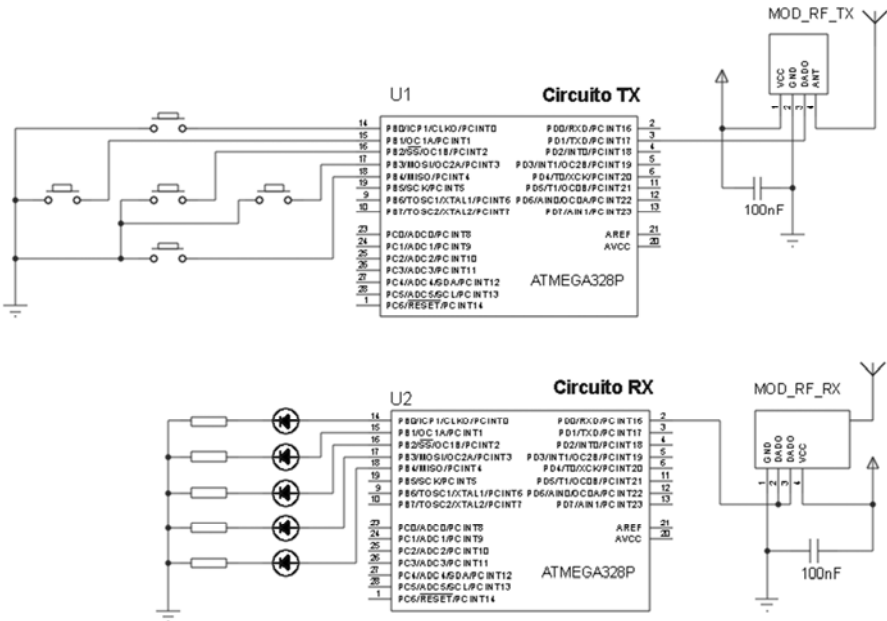 MOD_RF_TX
VCC
GND
DADO
ANT
1
2
3
4
U1
Circuito TX
14 PB0/ICP1/CLKO/PCINT0
15 PB1/OC1A/PCINT1
16 PB2/SS/OC1B/PCINT2
17 PB3/MOSI/OC2A/PCINT3
18 PB4/MISO/PCINT4
19 PB5/SCK/PCINT5
9 PB6/TOSC1/XTAL1/PCINT6
10 PB7/TOSC2/XTAL2/PCINT7
23 PC0/ADC0/PCINT8
24 PC1/ADC1/PCINT9
25 PC2/ADC2/PCINT10
26 PC3/ADC3/PCINT11
27 PC4/ADC4/SDA/PCINT12
28 PC5/ADC5/SCL/PCINT13
1 PC6/RESET/PCINT14
PD0/RXD/PCINT16 2
PD1/TXD/PCINT17 3
PD2/INT0/PCINT18 4
PD3/INT1/OC2B/PCINT19 5
PD4/T0/XCK/PCINT20 6
PD5/T1/OC0B/PCINT21 11
PD6/AIN0/OC0A/PCINT22 12
PD7/AIN1/PCINT23 13
AREF 21
AVCC 20
ATMEGA328P
100nF
MOD_RF_RX
GND
DADO
DADO
VCC
1
2
3
4
U2
Circuito RX
14 PB0/ICP1/CLKO/PCINT0
15 PB1/OC1A/PCINT1
16 PB2/SS/OC1B/PCINT2
17 PB3/MOSI/OC2A/PCINT3
18 PB4/MISO/PCINT4
19 PB5/SCK/PCINT5
9 PB6/TOSC1/XTAL1/PCINT6
10 PB7/TOSC2/XTAL2/PCINT7
23 PC0/ADC0/PCINT8
24 PC1/ADC1/PCINT9
25 PC2/ADC2/PCINT10
26 PC3/ADC3/PCINT11
27 PC4/ADC4/SDA/PCINT12
28 PC5/ADC5/SCL/PCINT13
1 PC6/RESET/PCINT14
PD0/RXD/PCINT16 2
PD1/TXD/PCINT17 3
PD2/INT0/PCINT18 4
PD3/INT1/OC2B/PCINT19 5
PD4/T0/XCK/PCINT20 6
PD5/T1/OC0B/PCINT21 11
PD6/AIN0/OC0A/PCINT22 12
PD7/AIN1/PCINT23 13
AREF 21
AVCC 20
ATMEGA328P
100nF